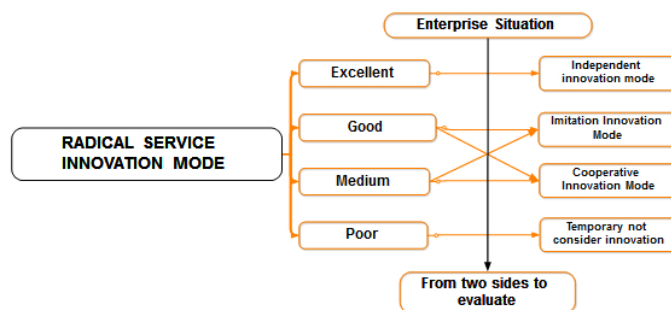 Enterprise Situation
Excellent
Independent
innovation mode
RADICAL SERVICE
INNOVATION MODE
Good
Imitation Innovation
Mode
Medium
Cooperative
Innovation Mode
Poor
Temporary not
consider innovation
From two sides to
evaluate